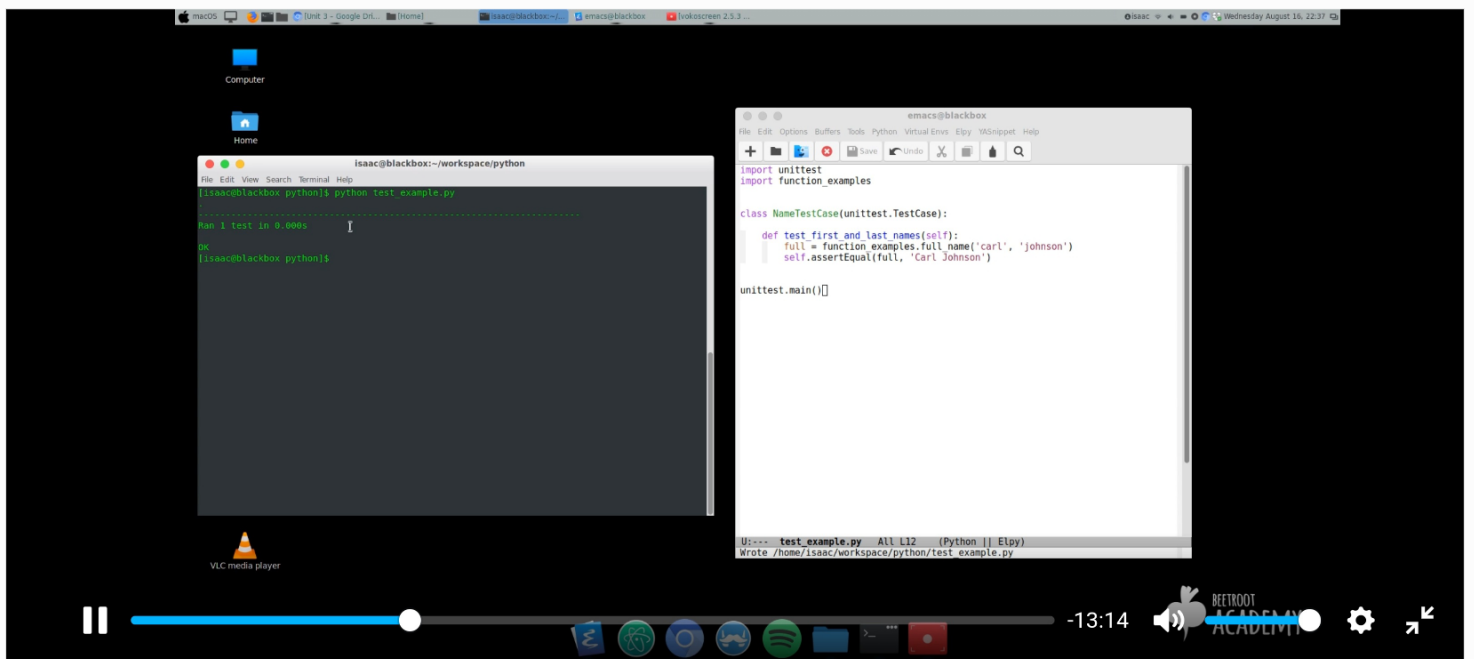 macOS
[Unit 3 - Google Dri...
[Home]
isaac@blackbox:~/...
emacs@blackbox
[vokoscreen 2.5.3 ...
isaac
Wednesday August 16, 22:37
Computer
Home
isaac@blackbox:~/workspace/python
File Edit View Search Terminal Help
[isaac@blackbox python]$ python test_example.py
.
----------------------------------------------------------------------
Ran 1 test in 0.000s
OK
[isaac@blackbox python]$
emacs@blackbox
File Edit Options Buffers Tools Python Virtual Envs Elpy YASnippet Help
Save
Undo
import unittest
import function_examples
class NameTestCase(unittest.TestCase):
def test_first_and_last_names(self):
full = function_examples.full_name('carl', 'johnson')
self.assertEqual(full, 'Carl Johnson')
unittest.main()
U:--- test_example.py All L12 (Python || Elpy)
Wrote /home/isaac/workspace/python/test_example.py
VLC media player
-13:14
BEETROOT
ACADEMY